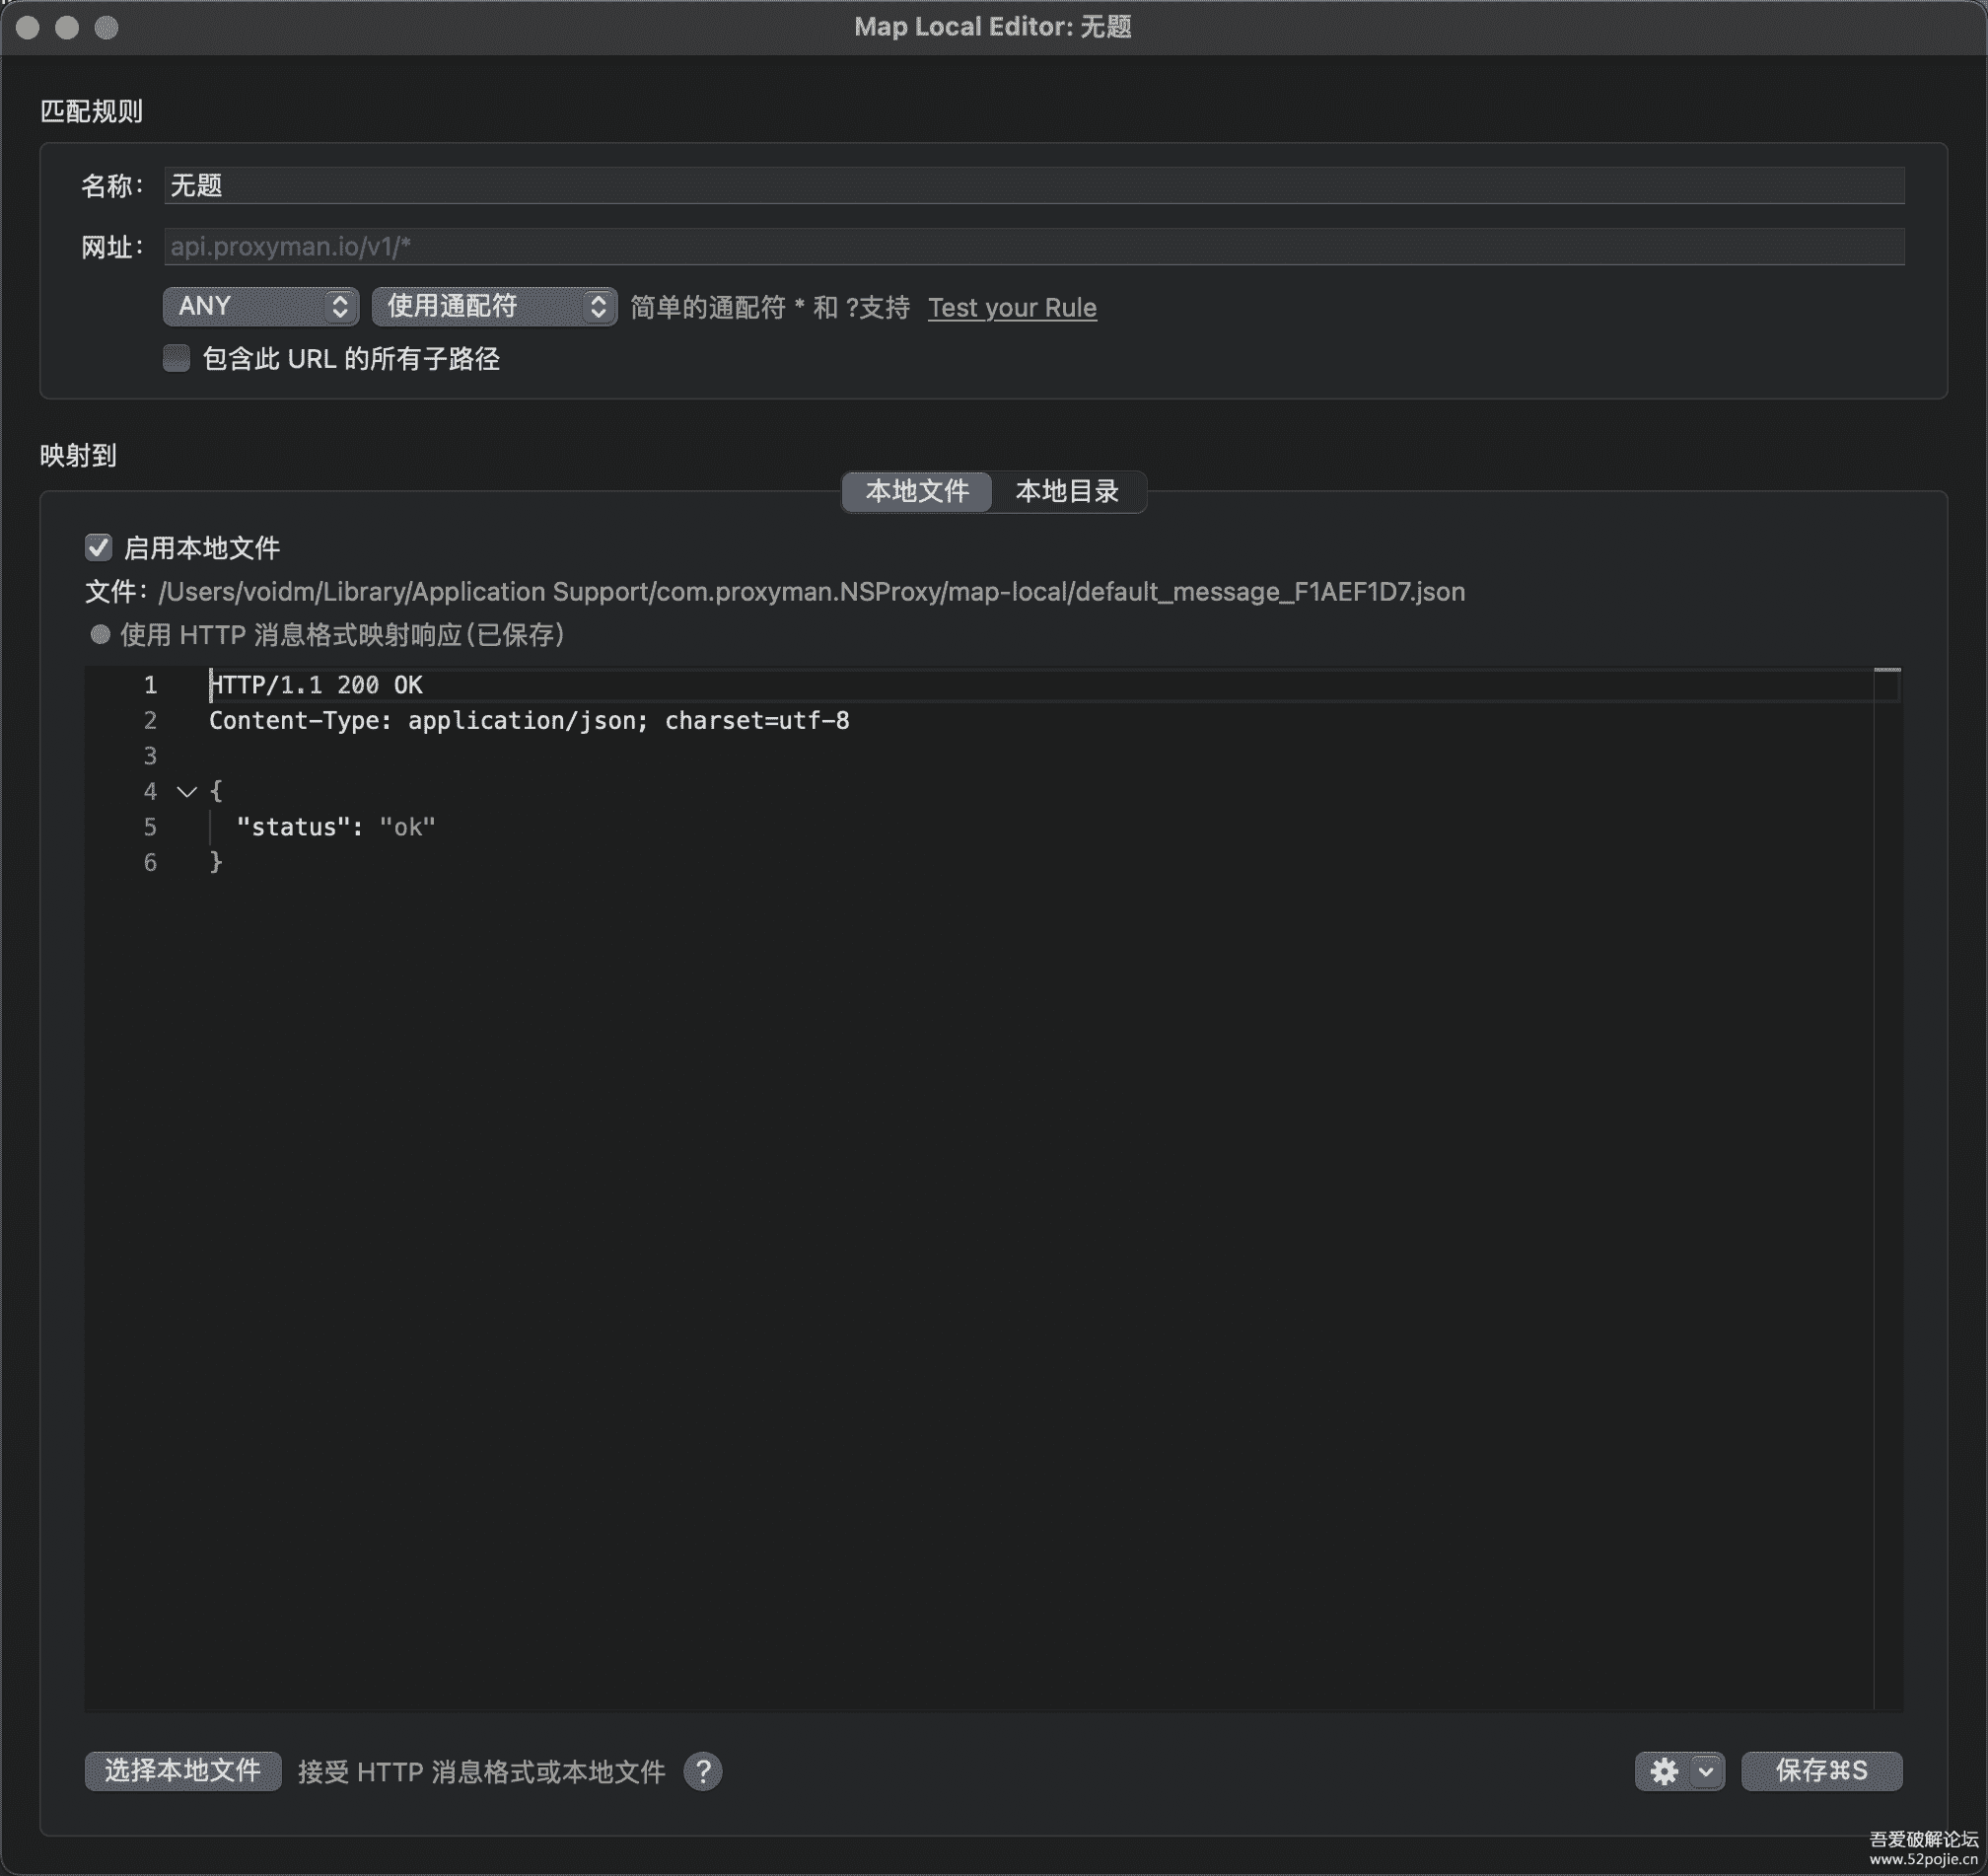 Map Local Editor: 无题
匹配规则
名称： 无题
网址： api.proxyman.io/v1/*
ANY 使用通配符 简单的通配符 * 和 ?支持 Test your Rule
包含此 URL 的所有子路径
映射到
本地文件 本地目录
启用本地文件
文件：/Users/voidm/Library/Application Support/com.proxyman.NSProxy/map-local/default_message_F1AEF1D7.json
使用 HTTP 消息格式映射响应（已保存）
1 HTTP/1.1 200 OK
2 Content-Type: application/json; charset=utf-8
3
4 {
5 "status": "ok"
6 }
选择本地文件 接受 HTTP 消息格式或本地文件 ? 保存⌘S
吾爱破解论坛
www.52pojie.cn